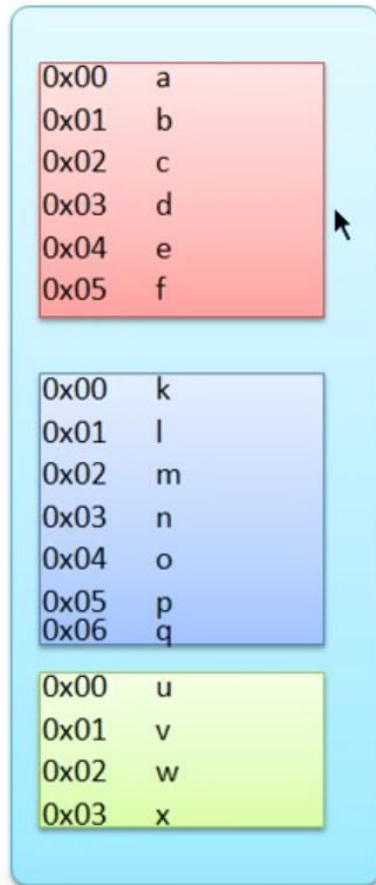 0x00 a
0x01 b
0x02 c
0x03 d
0x04 e
0x05 f
0x00 k
0x01 l
0x02 m
0x03 n
0x04 o
0x05 p
0x06 q
0x00 u
0x01 v
0x02 w
0x03 x